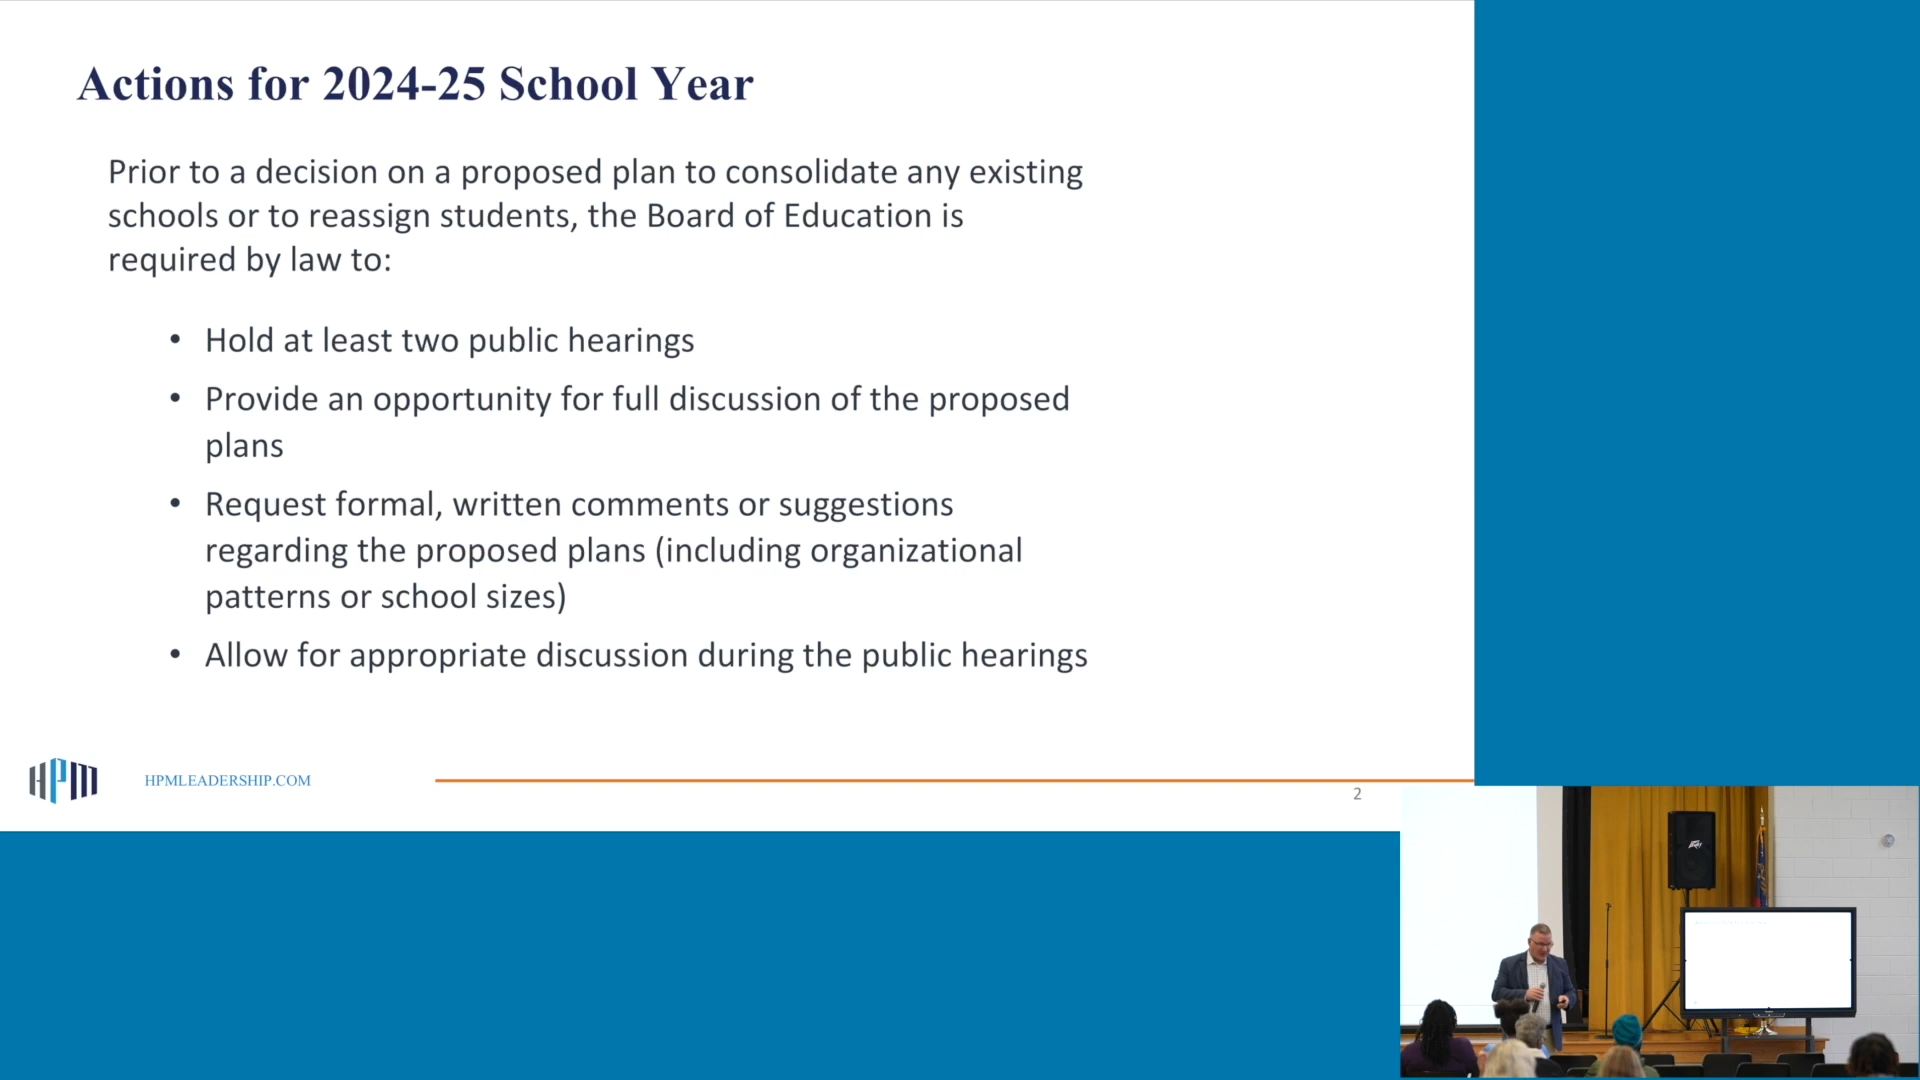 Actions for 2024-25 School Year
Prior to a decision on a proposed plan to consolidate any existing
schools or to reassign students, the Board of Education is
required by law to:
• Hold at least two public hearings
• Provide an opportunity for full discussion of the proposed
plans
• Request formal, written comments or suggestions
regarding the proposed plans (including organizational
patterns or school sizes)
• Allow for appropriate discussion during the public hearings
HPM
HPMLEADERSHIP.COM
2
PEAVEY